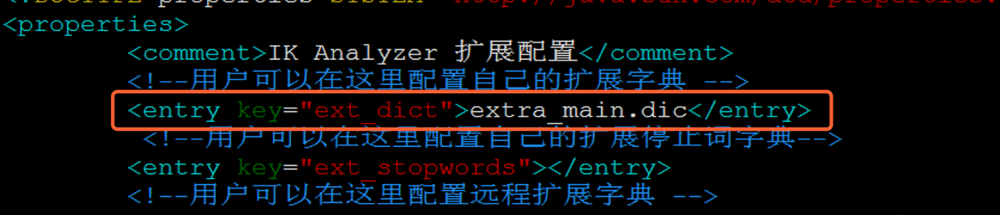 <properties>
<comment>IK Analyzer 扩展配置</comment>
<!--用户可以在这里配置自己的扩展字典 -->
<entry key="ext_dict">extra_main.dic</entry>
<!--用户可以在这里配置自己的扩展停止词字典-->
<entry key="ext_stopwords"></entry>
<!--用户可以在这里配置远程扩展字典 -->